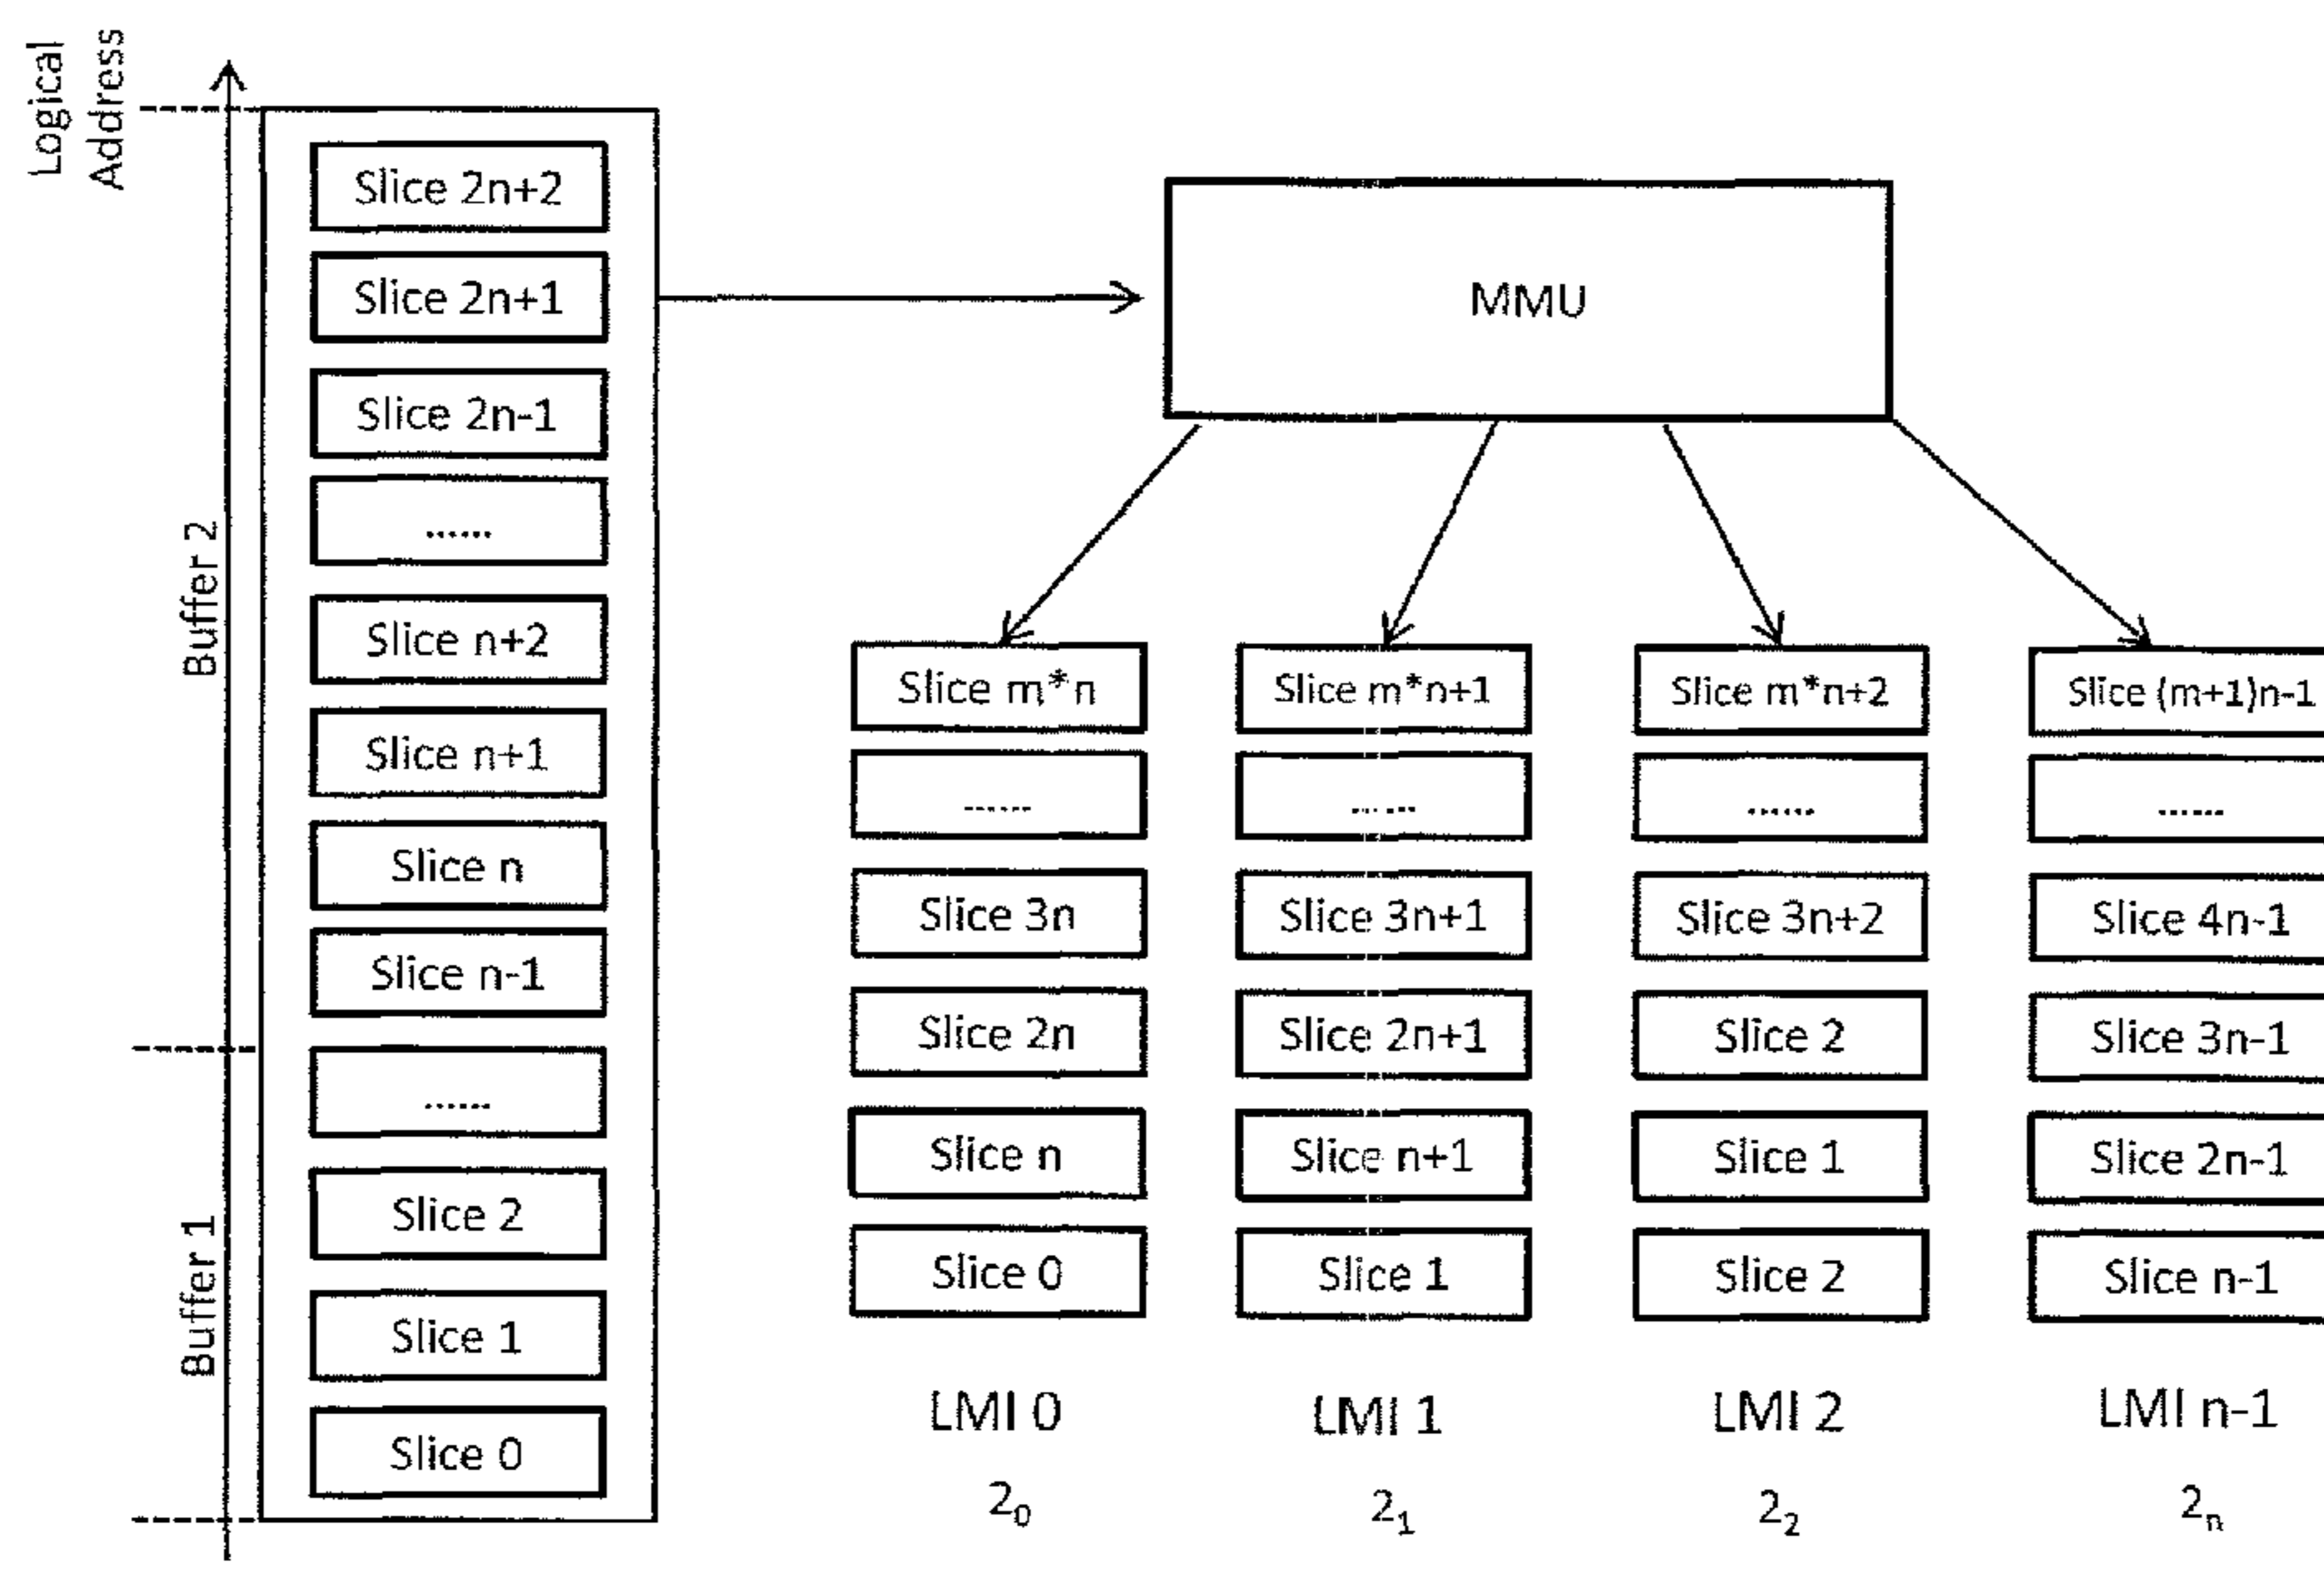 Logical
Address
Buffer 2
Buffer 1
Slice 2n+2
Slice 2n+1
Slice 2n-1
......
Slice n+2
Slice n+1
Slice n
Slice n-1
......
Slice 2
Slice 1
Slice 0
MMU
Slice m*n
......
Slice 3n
Slice 2n
Slice n
Slice 0
LMI 0
2₀
Slice m*n+1
......
Slice 3n+1
Slice 2n+1
Slice n+1
Slice 1
LMI 1
2₁
Slice m*n+2
......
Slice 3n+2
Slice 2
Slice 1
Slice 2
LMI 2
2₂
Slice (m+1)n-1
......
Slice 4n-1
Slice 3n-1
Slice 2n-1
Slice n-1
LMI n-1
2ₙ